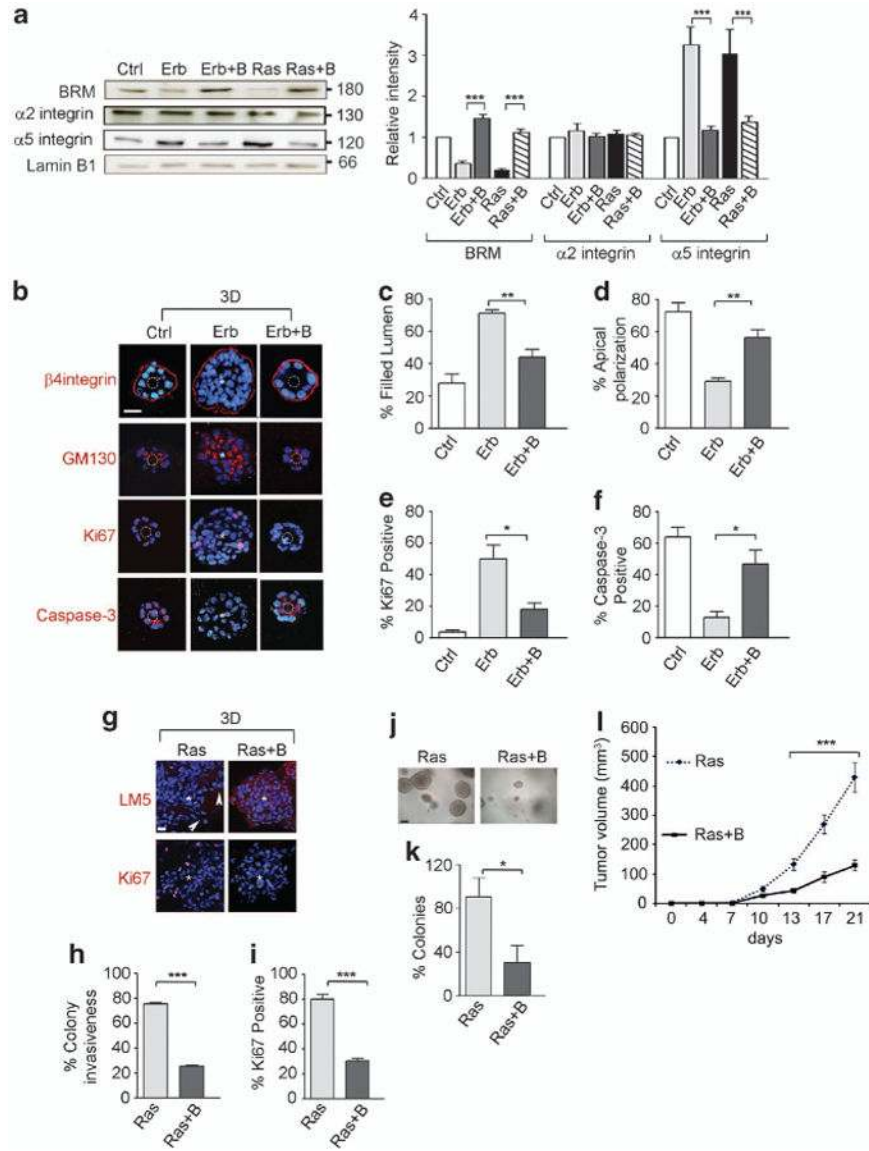 a
Ctrl Erb Erb+B Ras Ras+B
BRM 180
α2 integrin 130
α5 integrin 120
Lamin B1 66
Relative intensity
4
3
2
1
0
*** *** *** ***
Ctrl Erb Erb+B Ras Ras+B Ctrl Erb Erb+B Ras Ras+B Ctrl Erb Erb+B Ras Ras+B
BRM α2 integrin α5 integrin
b
3D
Ctrl Erb Erb+B
β4integrin
GM130
Ki67
Caspase-3
c
% Filled Lumen
80
60
40
20
0
**
Ctrl Erb Erb+B
d
% Apical
polarization
80
60
40
20
0
**
Ctrl Erb Erb+B
e
% Ki67 Positive
80
60
40
20
0
*
Ctrl Erb Erb+B
f
% Caspase-3
Positive
80
60
40
20
0
*
Ctrl Erb Erb+B
g
3D
Ras Ras+B
LM5
Ki67
h
% Colony
invasiveness
100
80
60
40
20
0
***
Ras Ras+B
i
% Ki67 Positive
100
80
60
40
20
0
***
Ras Ras+B
j
Ras Ras+B
k
% Colonies
120
80
40
0
*
Ras Ras+B
l
Tumor volume (mm³)
600
500
400
300
200
100
0
***
Ras
Ras+B
0 4 7 10 13 17 21
days